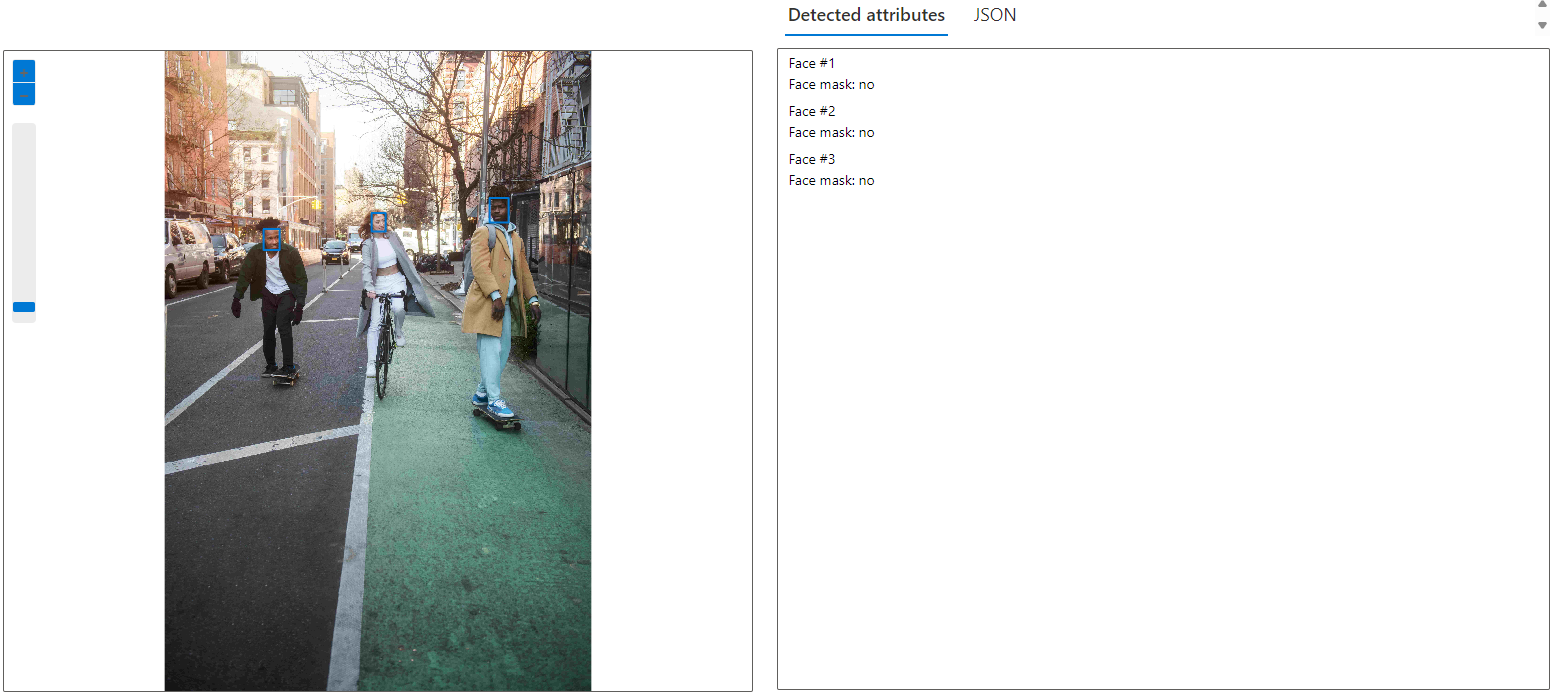 Detected attributes JSON
Face #1
Face mask: no
Face #2
Face mask: no
Face #3
Face mask: no